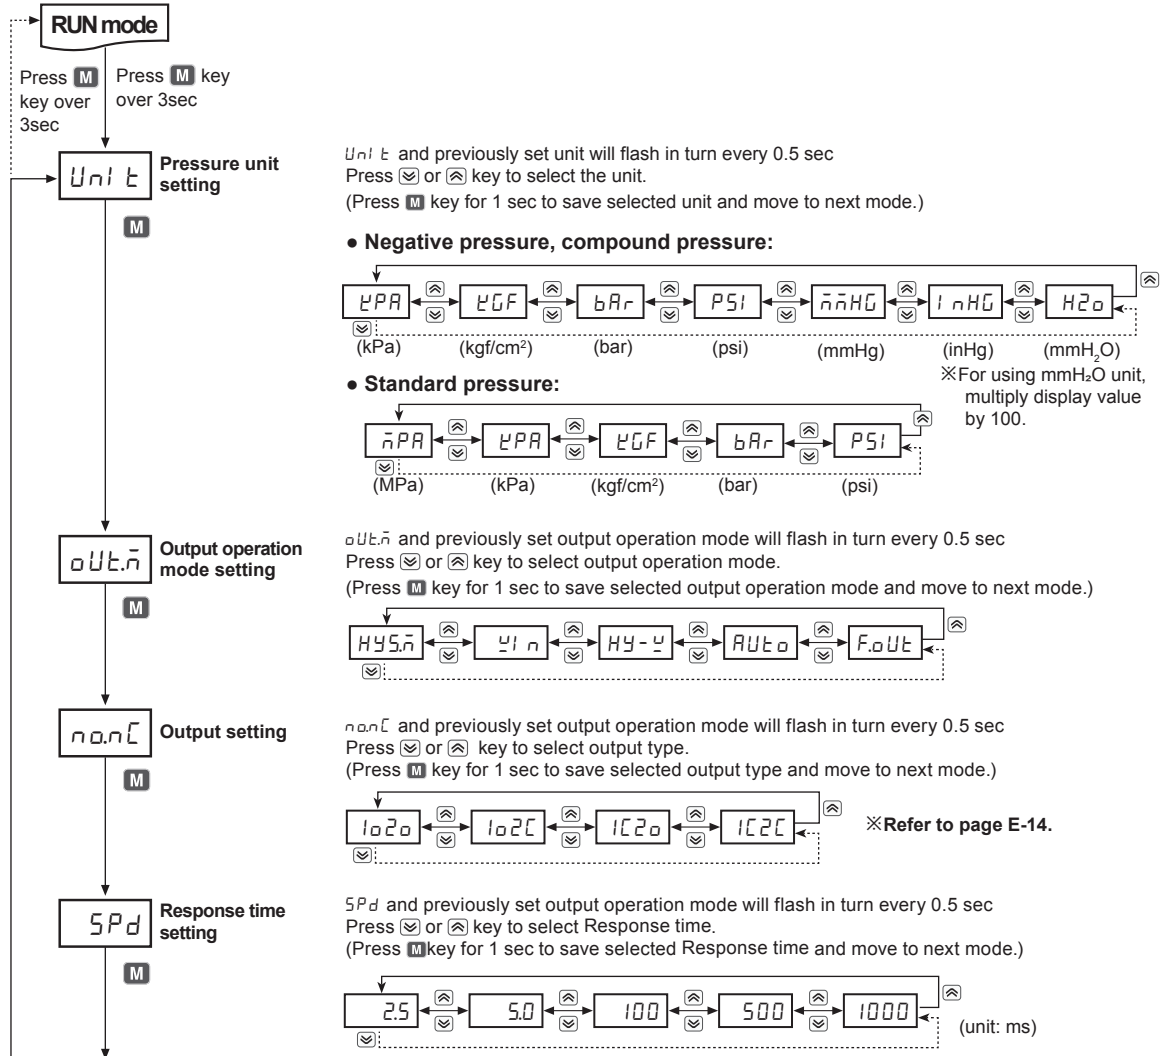 RUN mode
Press M key over 3sec
Press M key over 3sec
UnIt
Pressure unit setting
M
UnIt and previously set unit will flash in turn every 0.5 sec
Press or key to select the unit.
(Press M key for 1 sec to save selected unit and move to next mode.)
● Negative pressure, compound pressure:
KPA KGF bAr PSI mmHG InHG H2o
(kPa) (kgf/cm²) (bar) (psi) (mmHg) (inHg) (mmH₂O)
※For using mmH₂O unit,
multiply display value
by 100.
● Standard pressure:
mPA KPA KGF bAr PSI
(MPa) (kPa) (kgf/cm²) (bar) (psi)
oUt.m
Output operation mode setting
M
oUt.m and previously set output operation mode will flash in turn every 0.5 sec
Press or key to select output operation mode.
(Press M key for 1 sec to save selected output operation mode and move to next mode.)
HYS.m WIn HY-W AUto F.oUt
no.nC
Output setting
M
no.nC and previously set output operation mode will flash in turn every 0.5 sec
Press or key to select output type.
(Press M key for 1 sec to save selected output type and move to next mode.)
1o2o 1o2C 1C2o 1C2C
※Refer to page E-14.
SPd
Response time setting
M
SPd and previously set output operation mode will flash in turn every 0.5 sec
Press or key to select Response time.
(Press M key for 1 sec to save selected Response time and move to next mode.)
2.5 5.0 100 500 1000
(unit: ms)